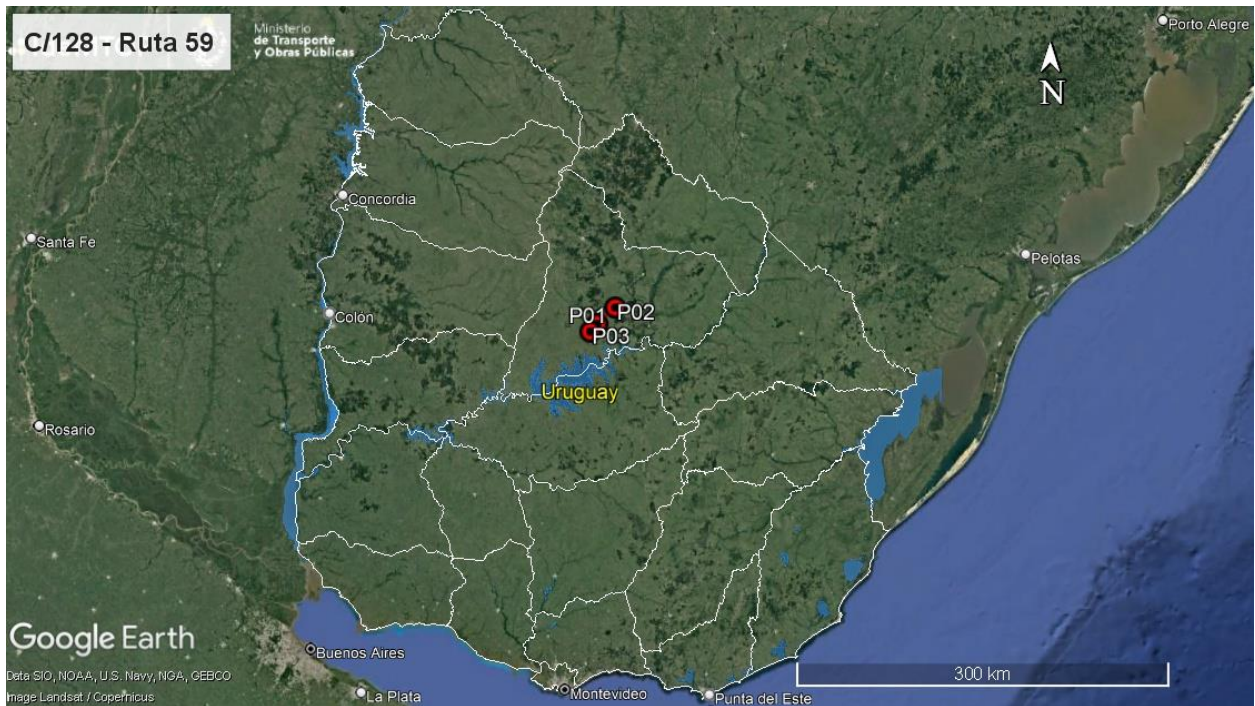 C/128 - Ruta 59
Ministerio
de Transporte
y Obras Públicas
Porto Alegre
N
Concordia
Santa Fe
Pelotas
Colón
P01
P02
P03
Uruguay
Rosario
Google Earth
Buenos Aires
Data SIO, NOAA, U.S. Navy, NGA, GEBCO
Image Landsat / Copernicus
La Plata
Montevideo
Punta del Este
300 km